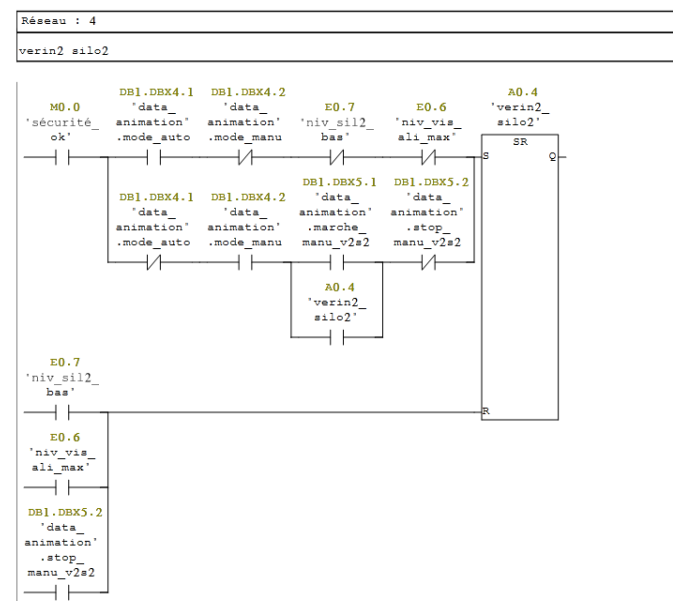 Réseau : 4
verin2 silo2
DB1.DBX4.1 DB1.DBX4.2 A0.4
M0.0 "data_ "data_ E0.7 E0.6 "verin2_
"sécurité_ animation" animation" "niv_sil2_ "niv_vis_ silo2"
ok" .mode_auto .mode_manu bas" ali_max" SR
S Q
DB1.DBX5.1 DB1.DBX5.2
DB1.DBX4.1 DB1.DBX4.2 "data_ "data_
"data_ "data_ animation" animation"
animation" animation" .marche_ .stop_
.mode_auto .mode_manu manu_v2s2 manu_v2s2
A0.4
"verin2_
silo2"
E0.7
"niv_sil2_
bas"
R
E0.6
"niv_vis_
ali_max"
DB1.DBX5.2
"data_
animation"
.stop_
manu_v2s2